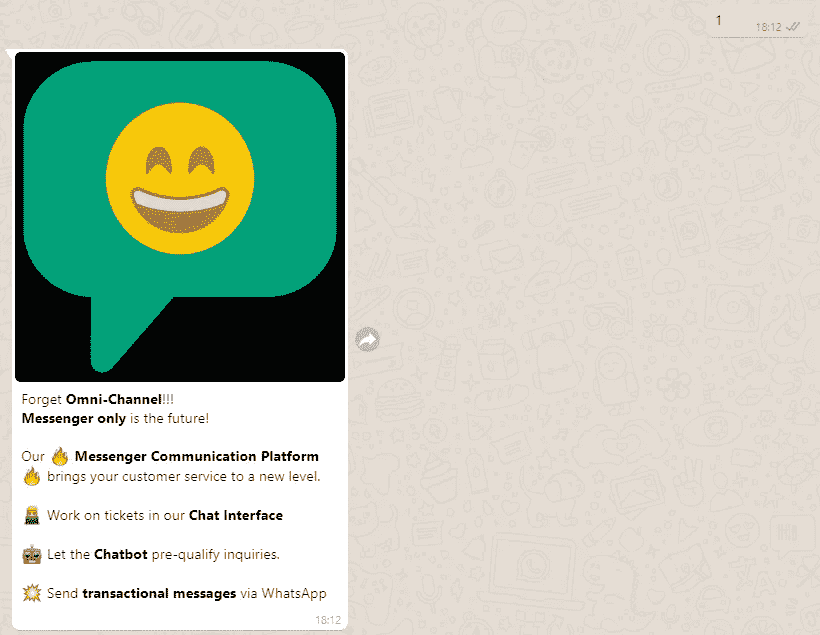 1
18:12
Forget Omni-Channel!!!
Messenger only is the future!
Our 🔥 Messenger Communication Platform
🔥 brings your customer service to a new level.
👩‍💻 Work on tickets in our Chat Interface
🤖 Let the Chatbot pre-qualify inquiries.
💥 Send transactional messages via WhatsApp
18:12